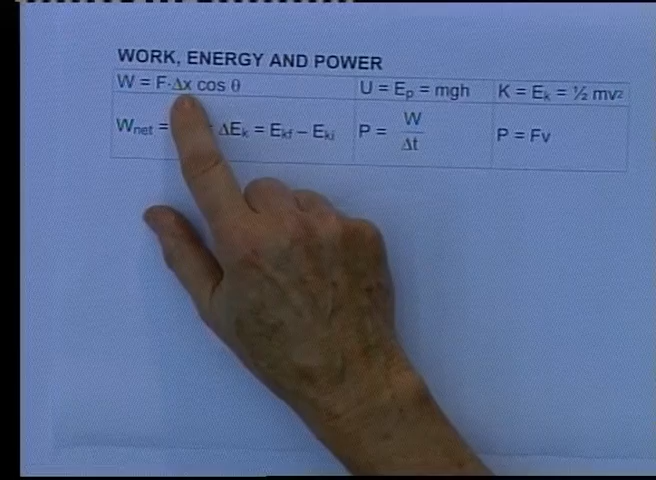 WORK, ENERGY AND POWER
W = F·Δx cos θ U = Ep = mgh K = Ek = ½ mv²
Wnet = = ΔEk = Ekf – Eki P = W/Δt P = Fv